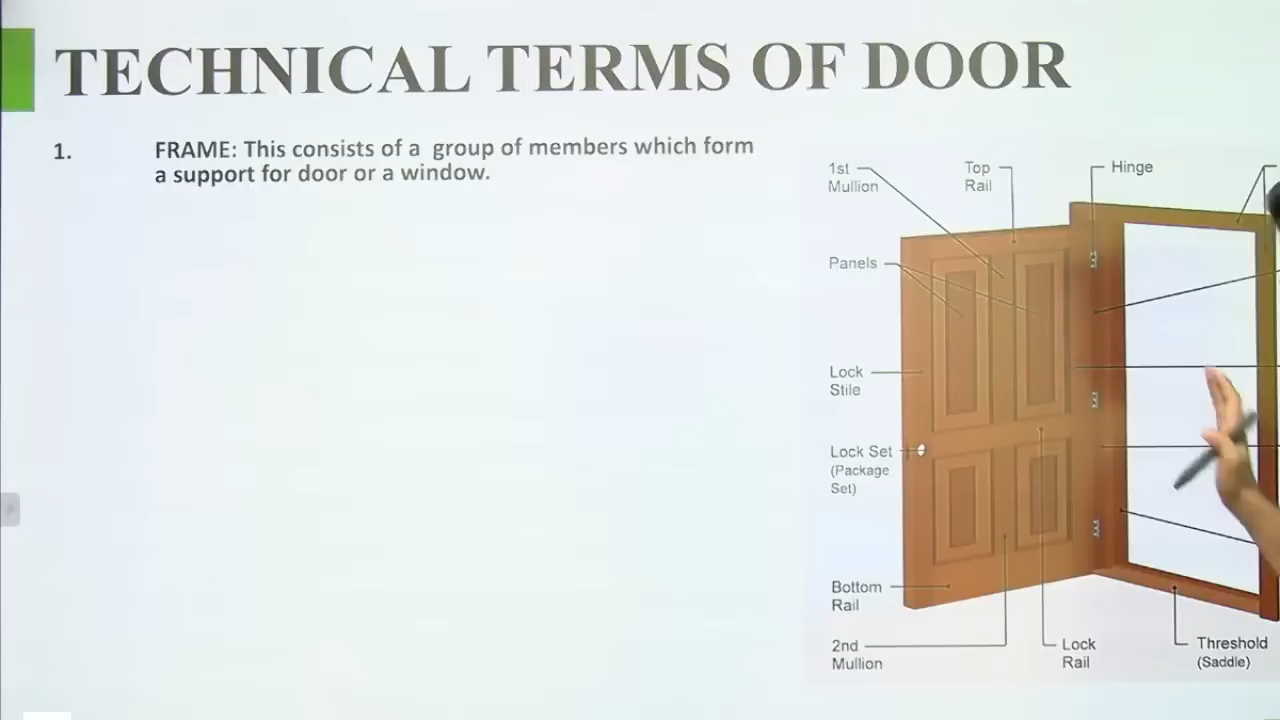 TECHNICAL TERMS OF DOOR
1. FRAME: This consists of a group of members which form
a support for door or a window.
1st
Mullion
Top
Rail
Hinge
Panels
Lock
Stile
Lock Set
(Package
Set)
Bottom
Rail
2nd
Mullion
Lock
Rail
Threshold
(Saddle)